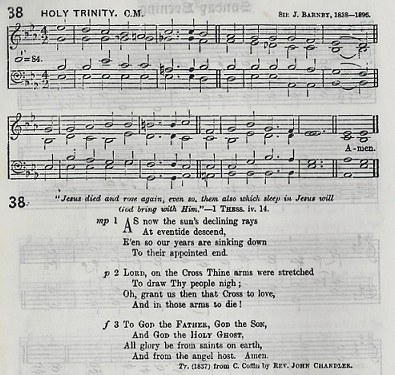 38 HOLY TRINITY. C.M. SIR J. BARNBY, 1838—1896.
=84.
A-men.
38
"Jesus died and rose again, even so, them also which sleep in Jesus will
God bring with Him."—1 THESS. iv. 14.
mp 1 AS now the sun's declining rays
At eventide descend,
E'en so our years are sinking down
To their appointed end.
p 2 LORD, on the Cross Thine arms were stretched
To draw Thy people nigh;
Oh, grant us then that Cross to love,
And in those arms to die!
f 3 To GOD the FATHER, GOD the SON,
And GOD the HOLY GHOST,
All glory be from saints on earth,
And from the angel host. Amen.
Tr. (1837) from C. Coffin by REV. JOHN CHANDLER.